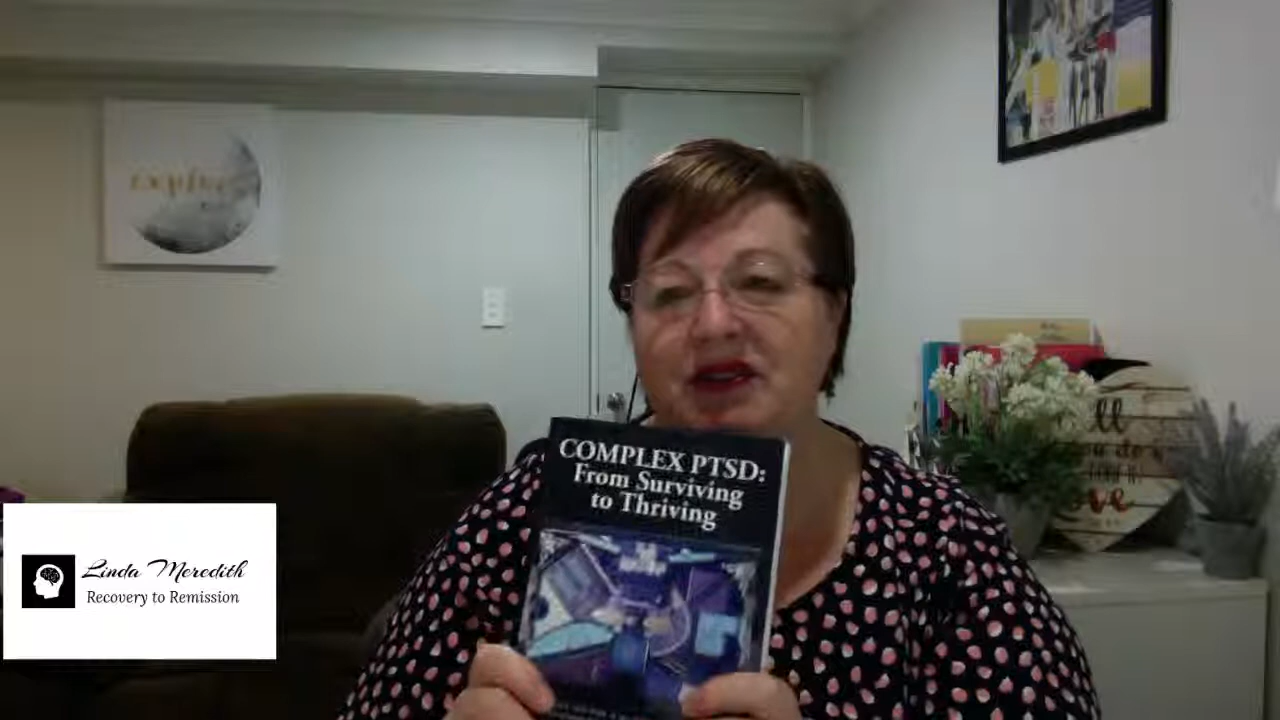 explore
COMPLEX PTSD:
From Surviving
to Thriving
Linda Meredith
Recovery to Remission